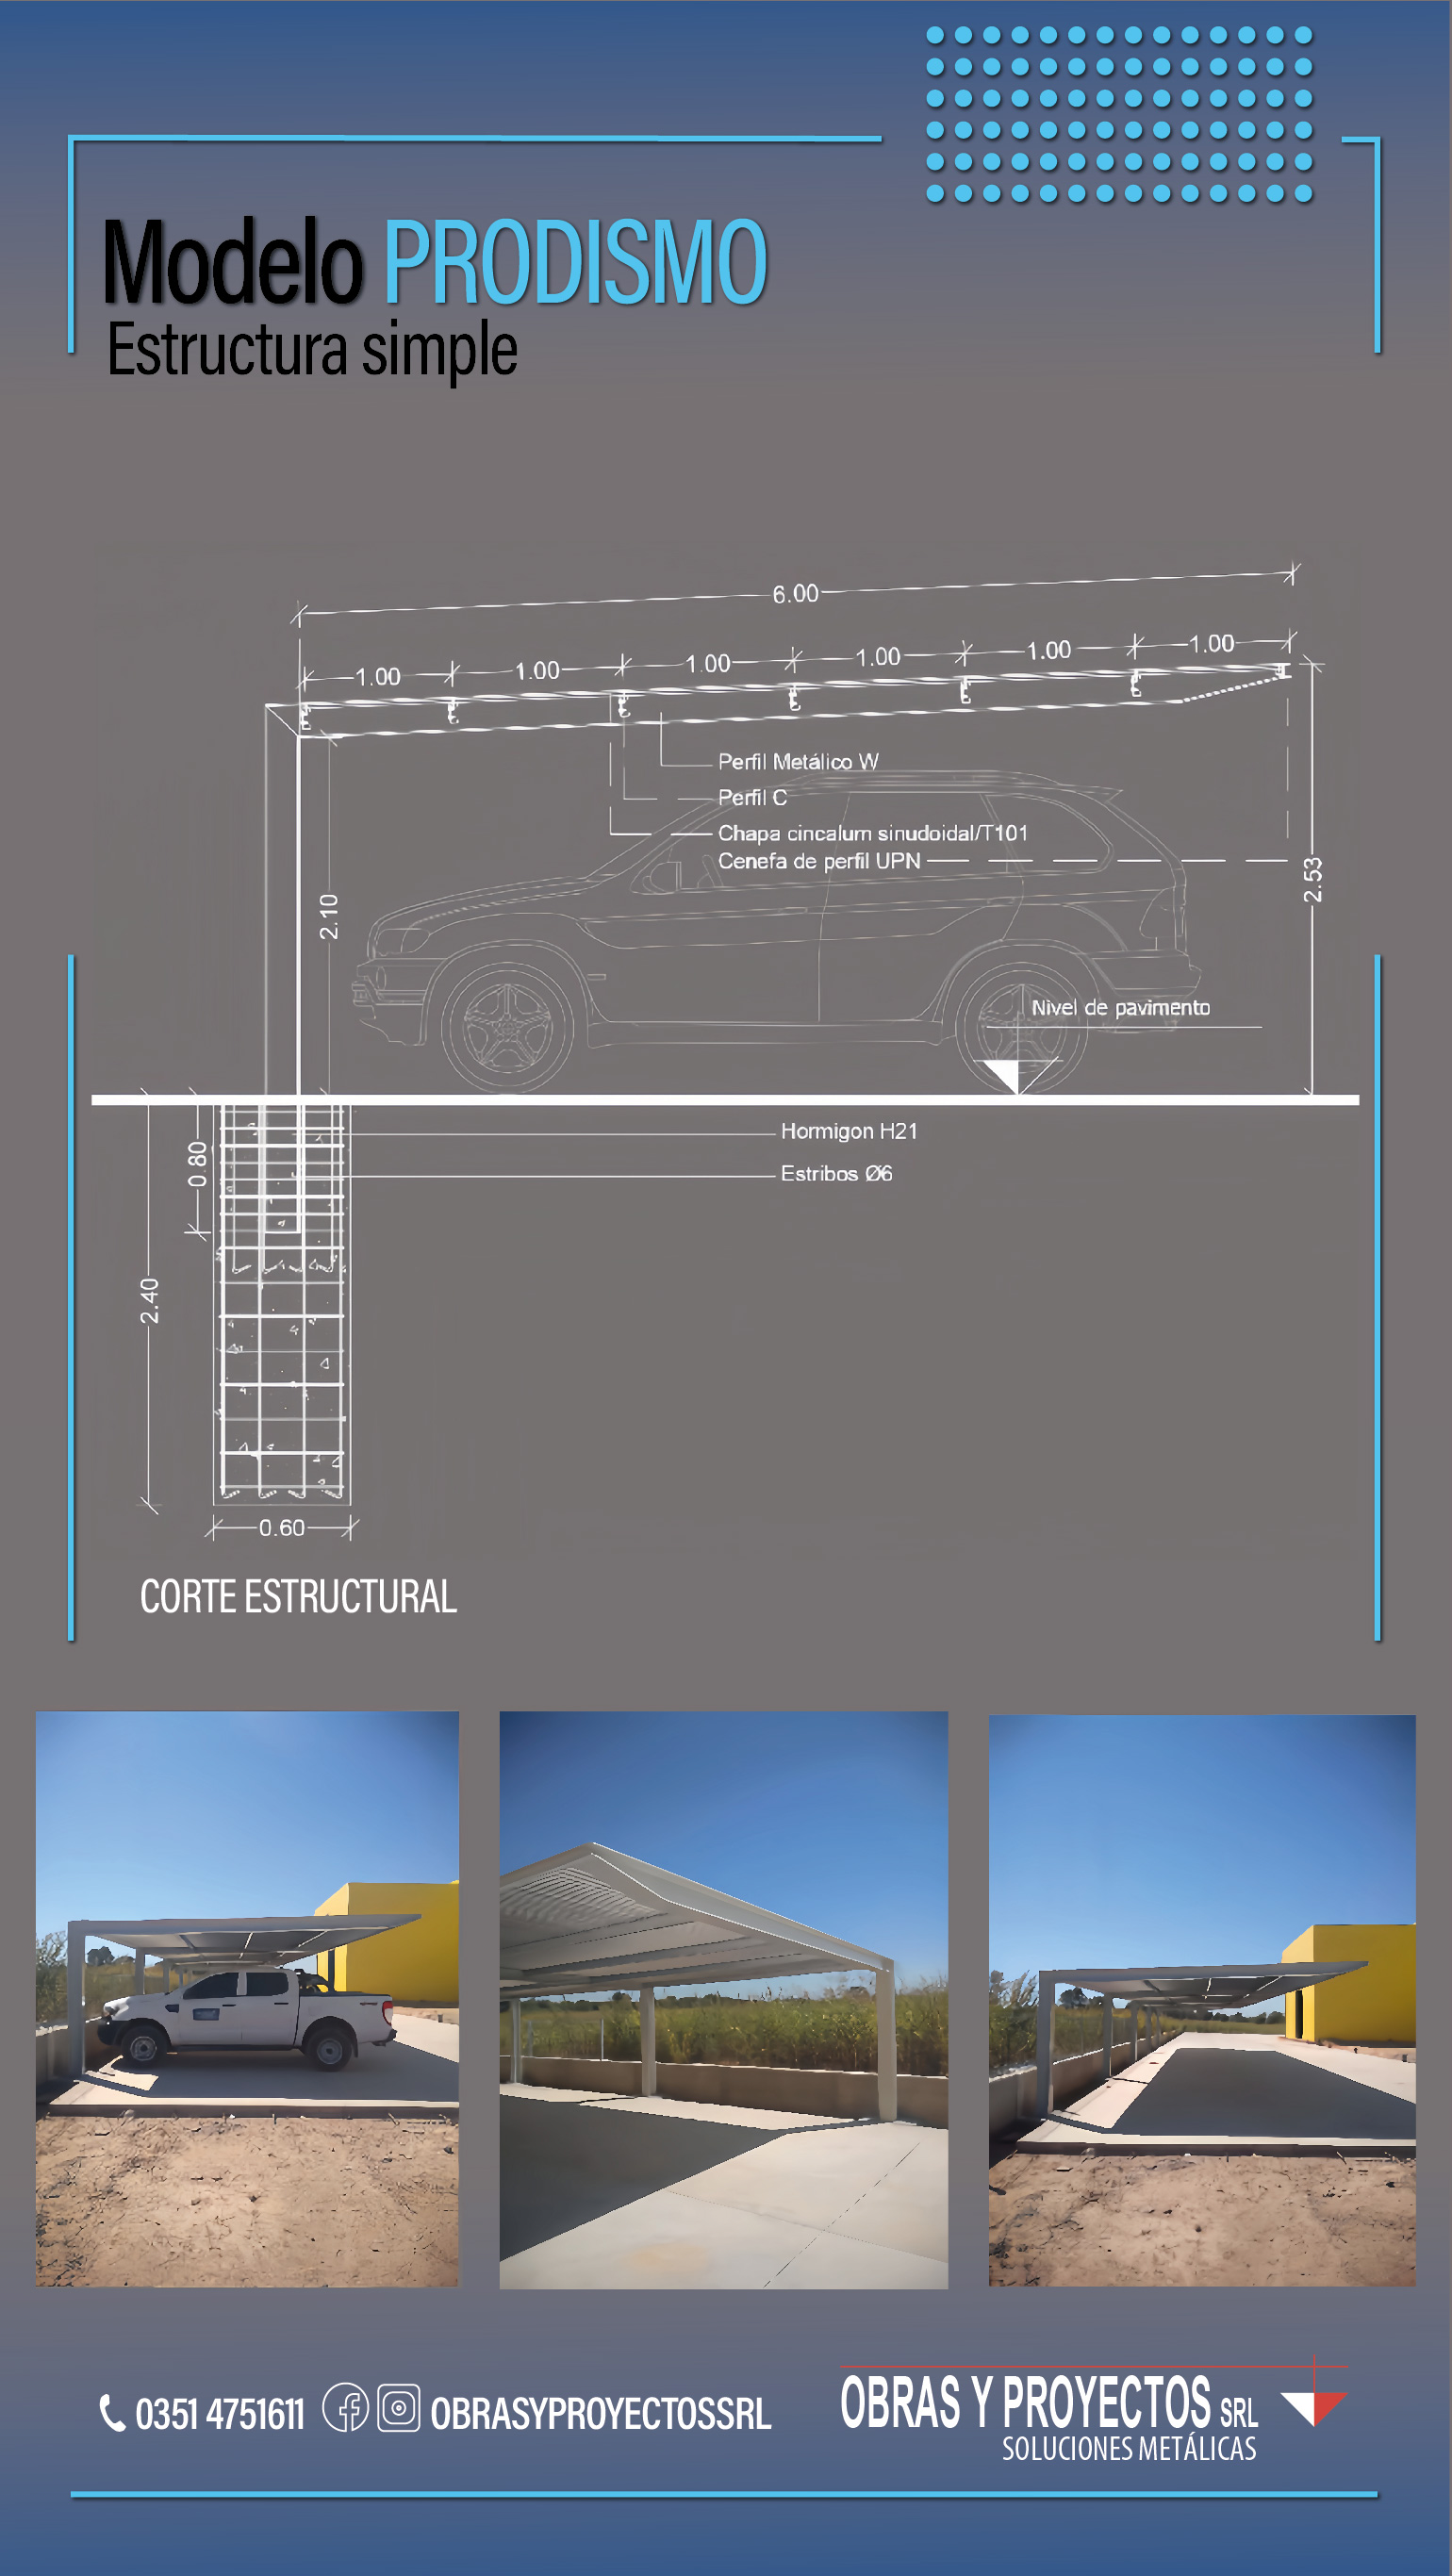 Modelo PRODISMO
Estructura simple
6.00
1.00 1.00 1.00 1.00 1.00 1.00
Perfil Metálico W
Perfil C
Chapa cincalum sinudoidal/T101
Cenefa de perfil UPN
2.10
2.53
Nivel de pavimento
Hormigon H21
Estribos Ø6
0.80
2.40
0.60
CORTE ESTRUCTURAL
0351 4751611 OBRASYPROYECTOSSRL
OBRAS Y PROYECTOS SRL
SOLUCIONES METÁLICAS